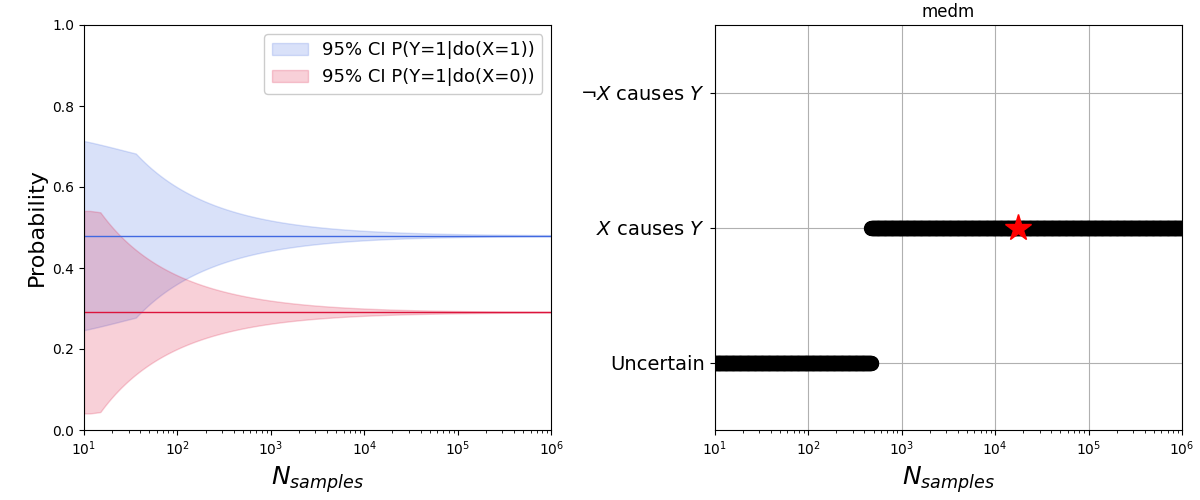 1.0
0.8
0.6
0.4
0.2
0.0
Probability
95% CI P(Y=1|do(X=1))
95% CI P(Y=1|do(X=0))
10¹ 10² 10³ 10⁴ 10⁵ 10⁶
N_samples
medm
¬X causes Y
X causes Y
Uncertain
10¹ 10² 10³ 10⁴ 10⁵ 10⁶
N_samples